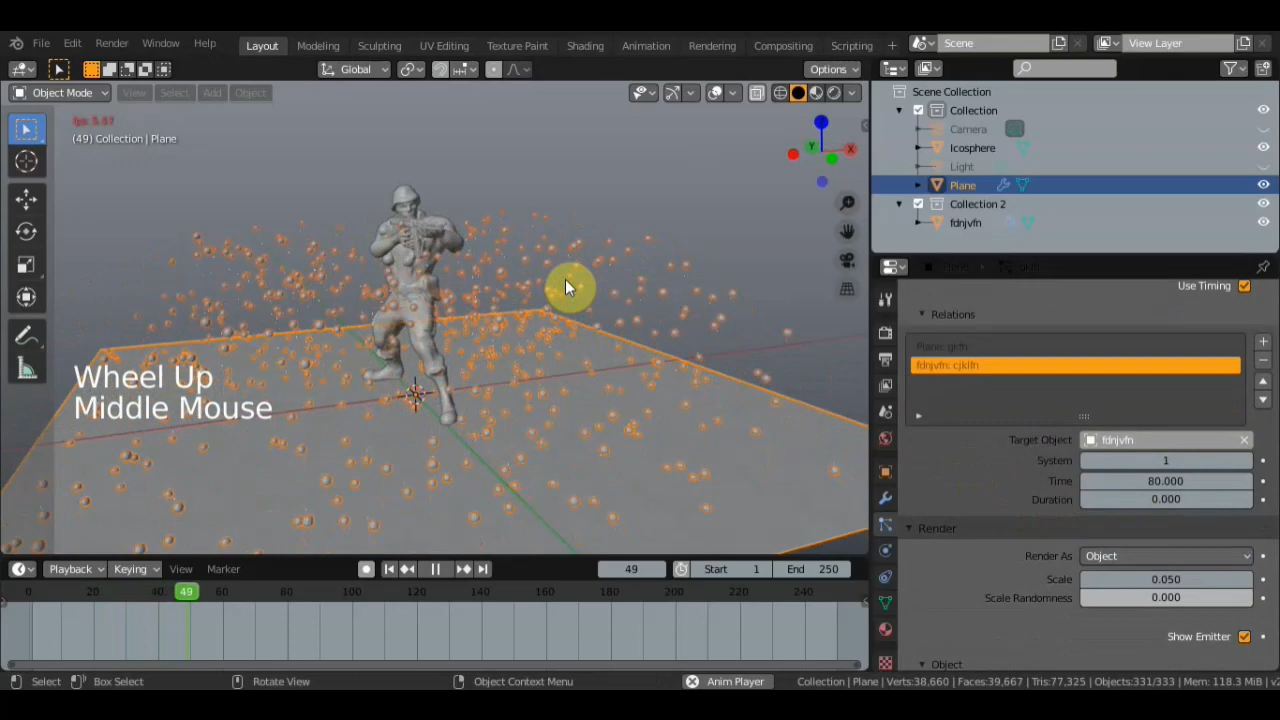 File Edit Render Window Help Layout Modeling Sculpting UV Editing Texture Paint Shading Animation Rendering Compositing Scripting + Scene View Layer
Global Options
Object Mode View Select Add Object
Scene Collection
Collection
Camera
Icosphere
Light
Plane
Collection 2
fdnjvfn
fps: 5.67
(49) Collection | Plane
Z
Y
X
Wheel Up
Middle Mouse
Use Timing
Relations
fdnjvfn: cjklfn
Target Object fdnjvfn
System 1
Time 80.000
Duration 0.000
Render
Render As Object
Scale 0.050
Scale Randomness 0.000
Show Emitter
Object
Playback Keying View Marker 49 Start 1 End 250
0 20 40 49 60 80 100 120 140 160 180 200 220 240
Select Box Select Rotate View Object Context Menu Anim Player Collection | Plane | Verts:38,660 | Faces:39,667 | Tris:77,325 | Objects:331/333 | Mem: 118.3 MiB | v2